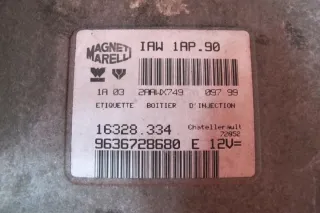 MAGNETI
MARELLI
IAW 1AP.90
1A 03 2AAWX749 097 99
ETIQUETTE BOITIER D'INJECTION
16328.334 Chatellerault
72052
9636728680 E 12V=